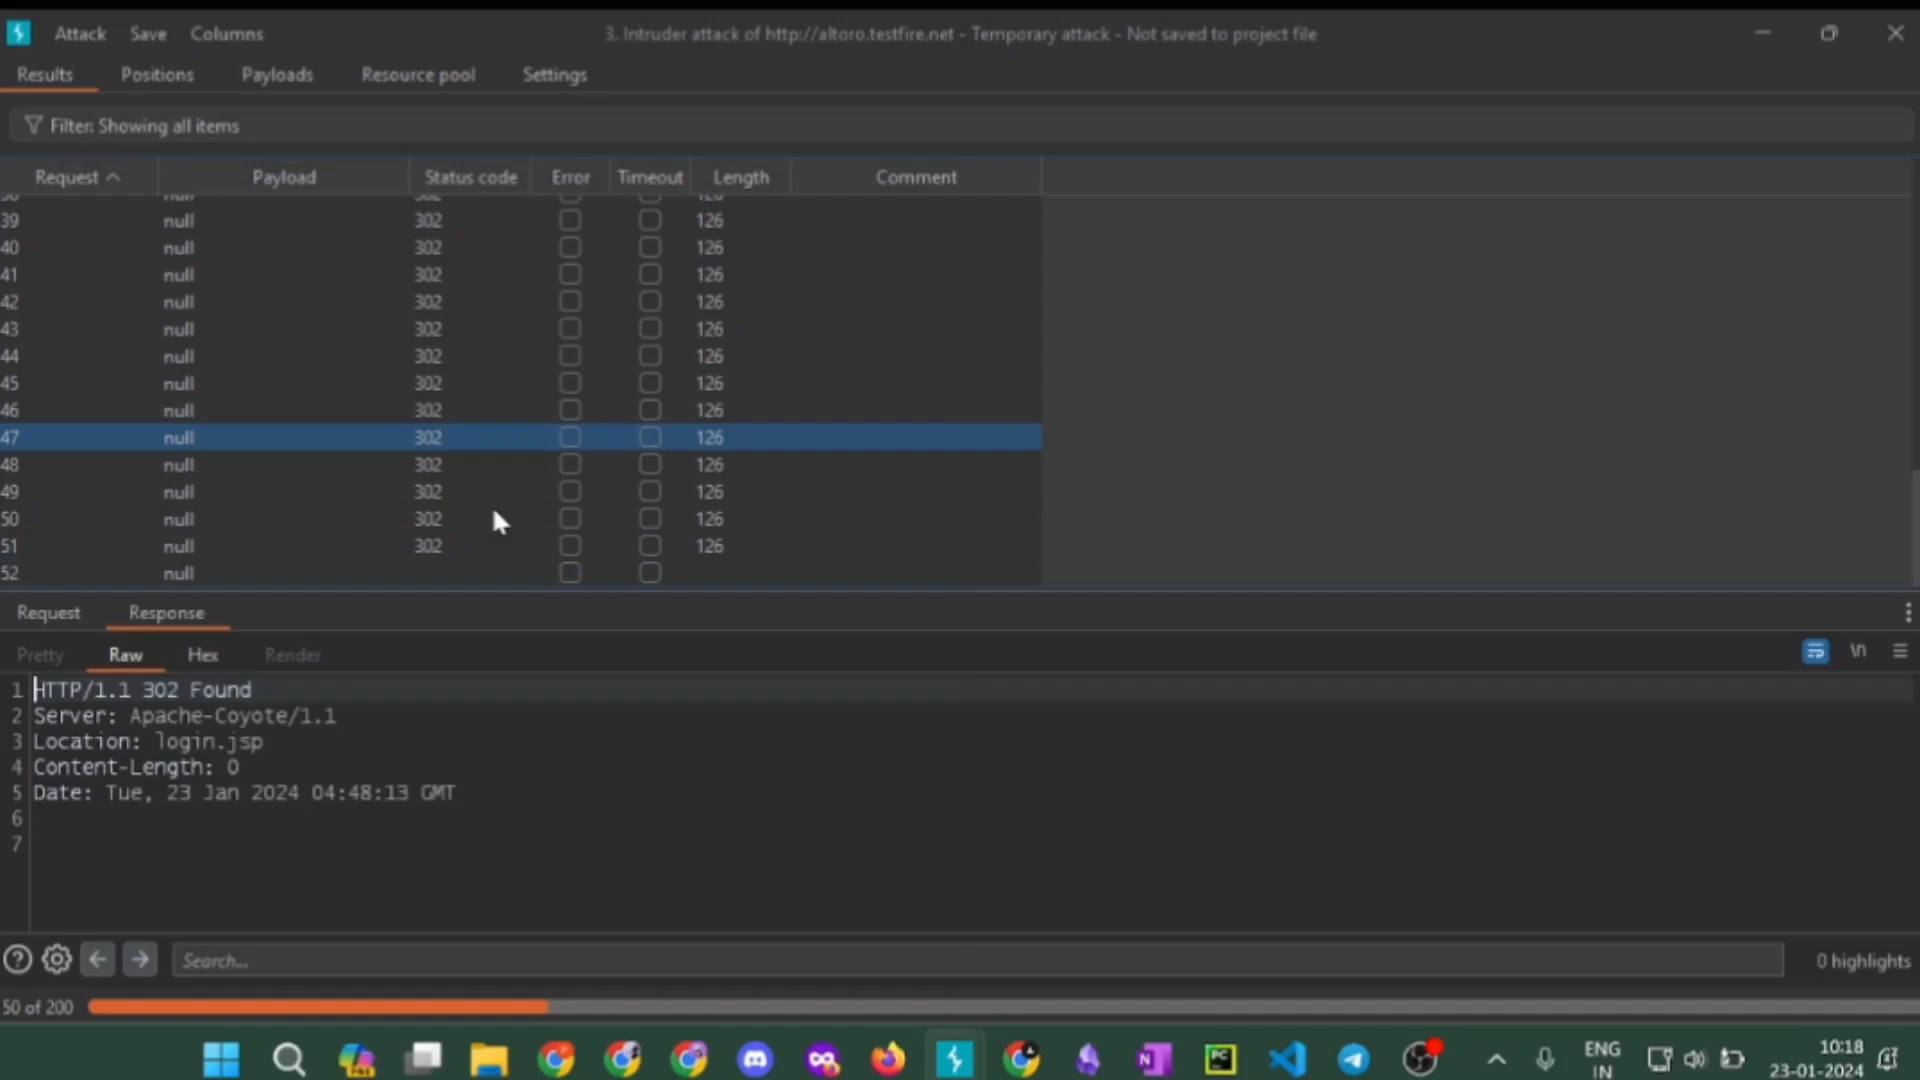 Attack Save Columns 3. Intruder attack of http://altoro.testfire.net - Temporary attack - Not saved to project file
Results Positions Payloads Resource pool Settings
Filter: Showing all items
Request Payload Status code Error Timeout Length Comment
39 null 302 126
40 null 302 126
41 null 302 126
42 null 302 126
43 null 302 126
44 null 302 126
45 null 302 126
46 null 302 126
47 null 302 126
48 null 302 126
49 null 302 126
50 null 302 126
51 null 302 126
52 null
Request Response
Pretty Raw Hex Render \n
1 HTTP/1.1 302 Found
2 Server: Apache-Coyote/1.1
3 Location: login.jsp
4 Content-Length: 0
5 Date: Tue, 23 Jan 2024 04:48:13 GMT
6
7
Search... 0 highlights
50 of 200
ENG 10:18
IN 23-01-2024